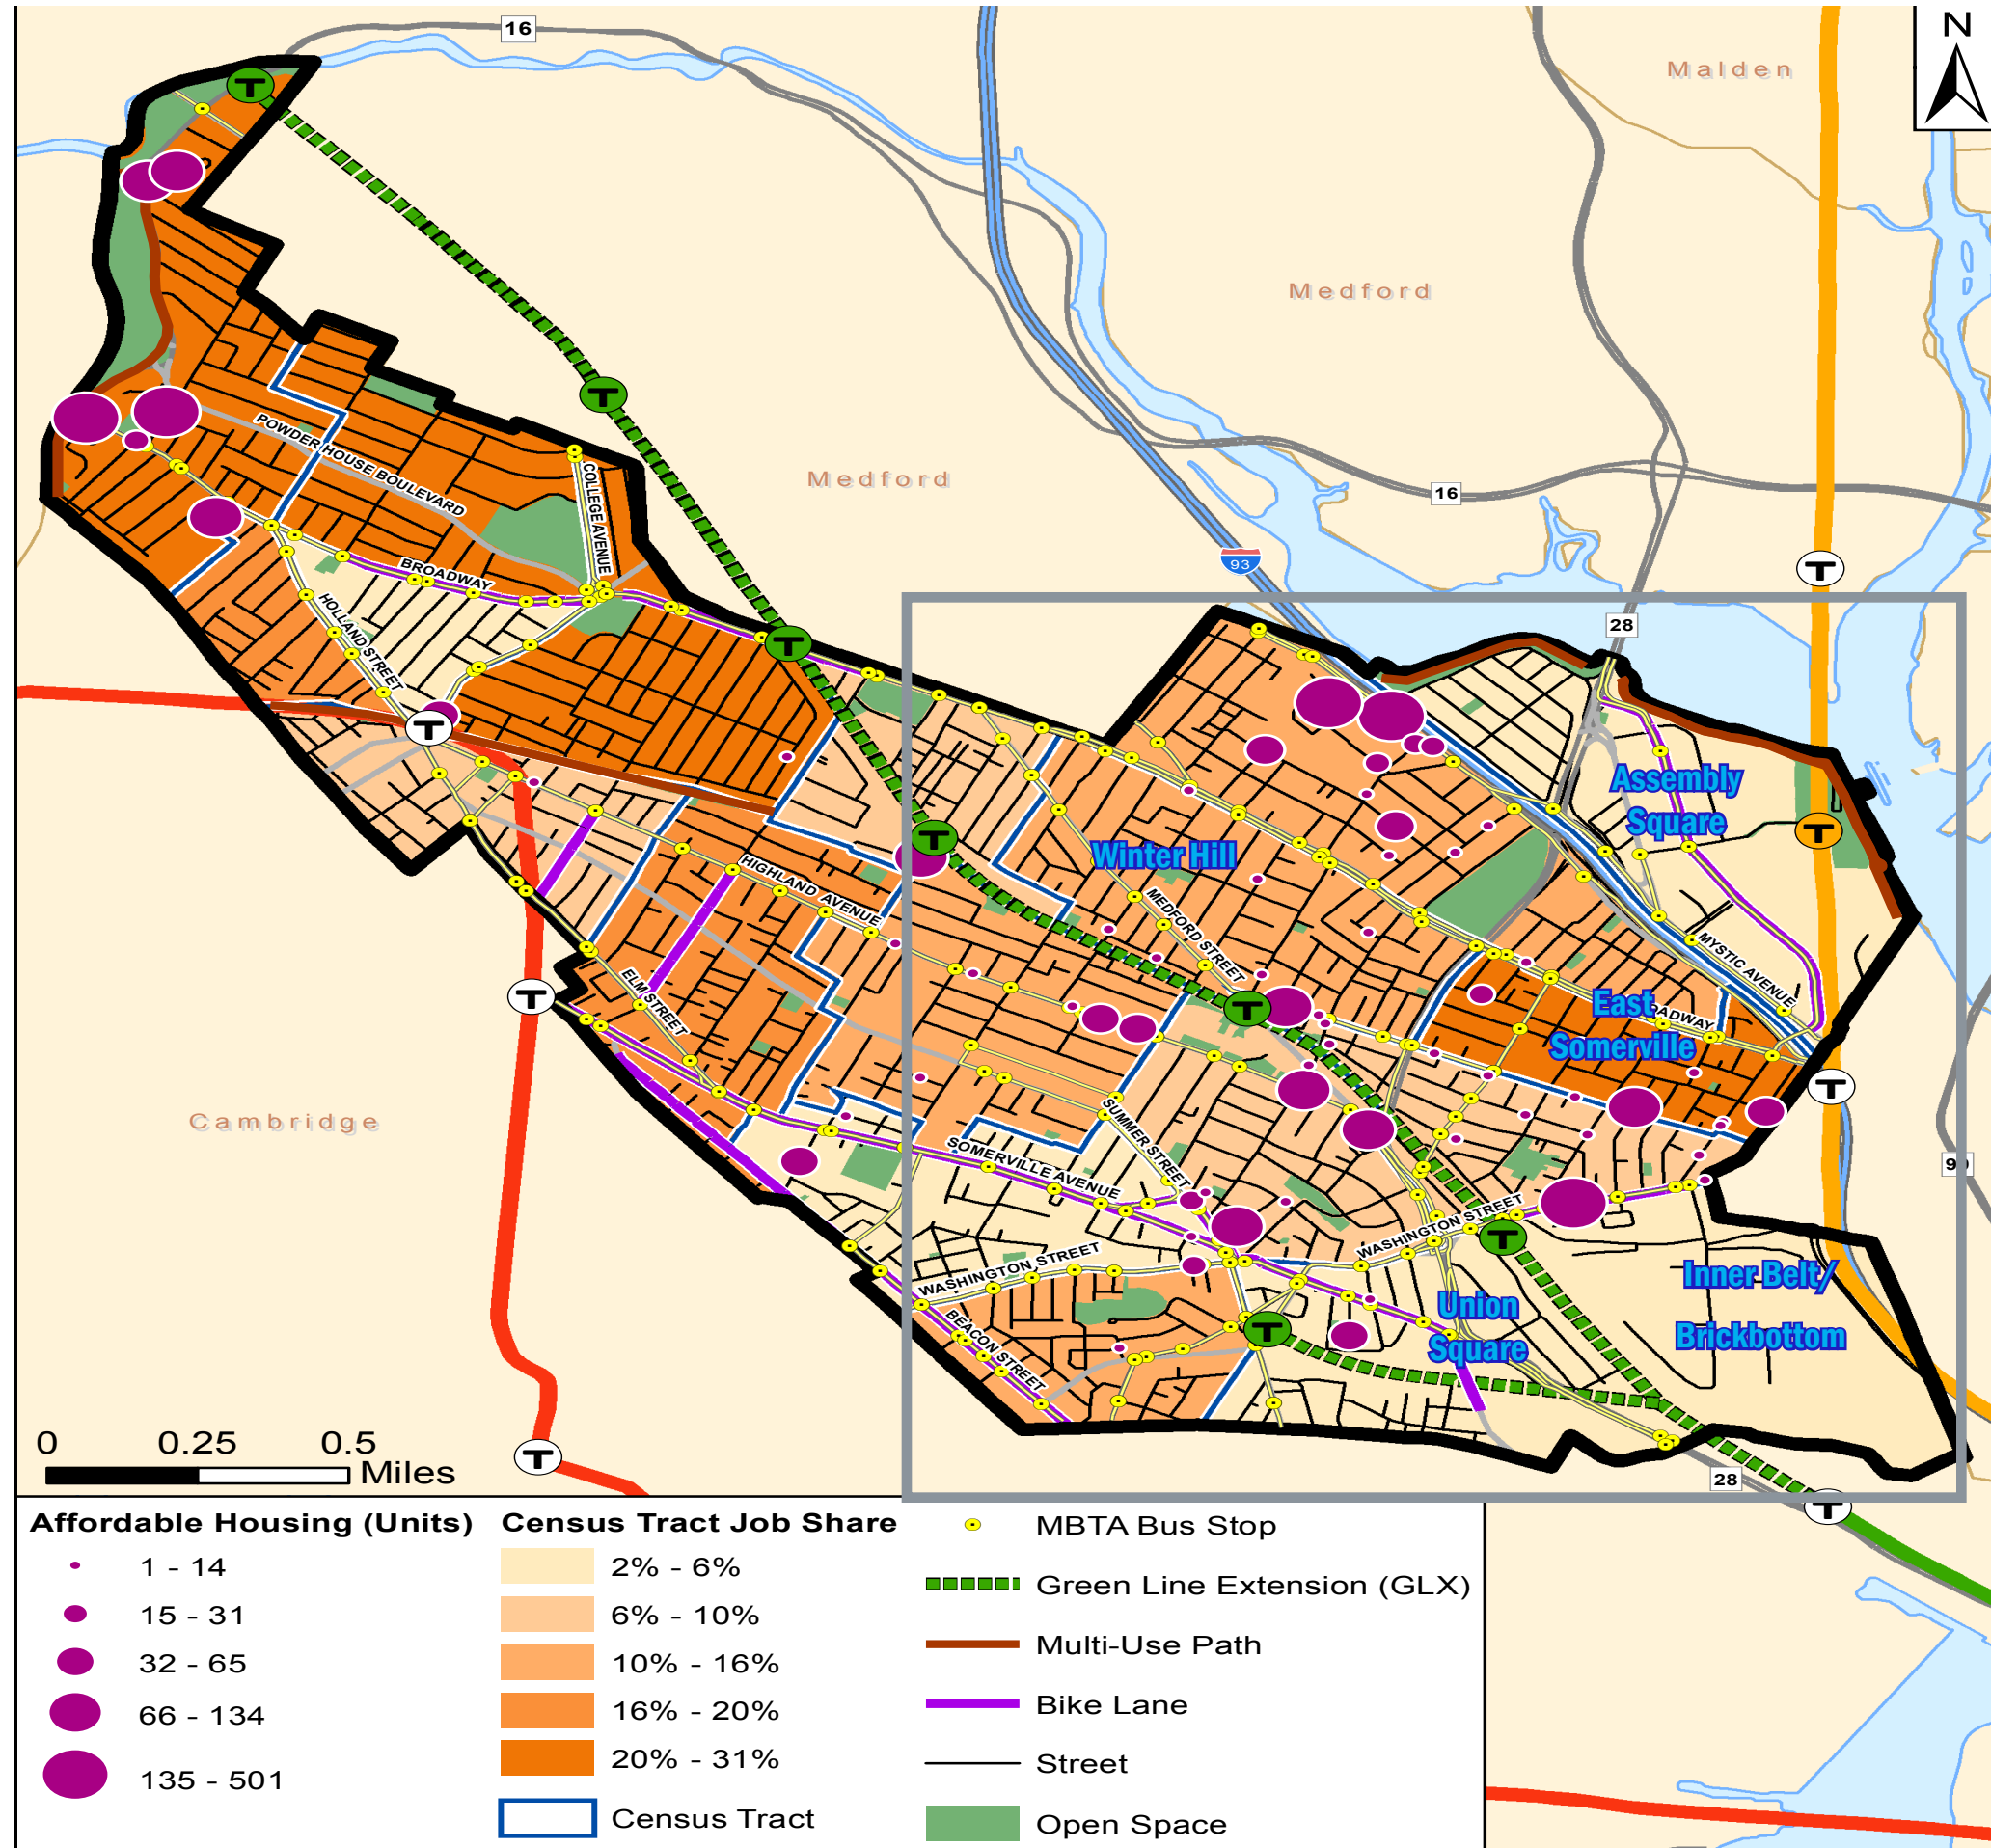 16
N
Malden
Medford
Medford
16
93
28
POWDER HOUSE BOULEVARD
COLLEGE AVENUE
BROADWAY
HOLLAND STREET
Assembly
Square
Winter Hill
HIGHLAND AVENUE
MEDFORD STREET
MYSTIC AVENUE
ELM STREET
East
Somerville
ADWAY
Cambridge
SUMMER STREET
SOMERVILLE AVENUE
WASHINGTON STREET
WASHINGTON STREET
BEACON STREET
Union
Square
Inner Belt/
Brickbottom
28
T
T
T
T
T
T
T
T
T
T
T
T
T
T
0 0.25 0.5
Miles
Affordable Housing (Units)
1 - 14
15 - 31
32 - 65
66 - 134
135 - 501
Census Tract Job Share
2% - 6%
6% - 10%
10% - 16%
16% - 20%
20% - 31%
Census Tract
MBTA Bus Stop
Green Line Extension (GLX)
Multi-Use Path
Bike Lane
Street
Open Space